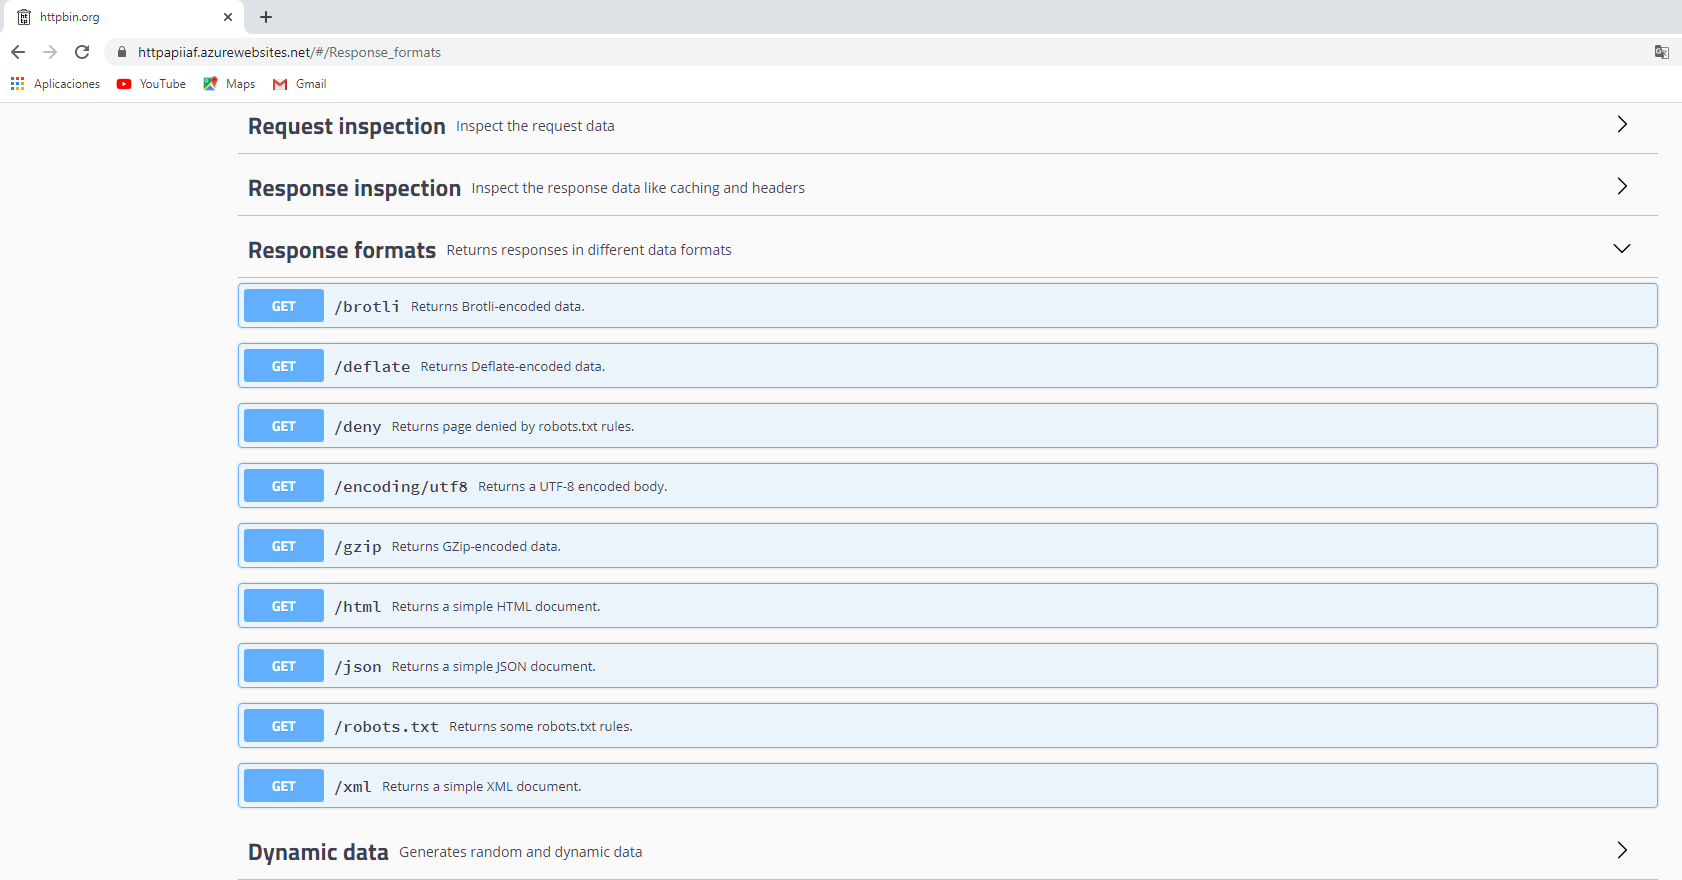 httpbin.org
httpapiiaf.azurewebsites.net/#/Response_formats
Aplicaciones YouTube Maps Gmail
Request inspection Inspect the request data
Response inspection Inspect the response data like caching and headers
Response formats Returns responses in different data formats
GET /brotli Returns Brotli-encoded data.
GET /deflate Returns Deflate-encoded data.
GET /deny Returns page denied by robots.txt rules.
GET /encoding/utf8 Returns a UTF-8 encoded body.
GET /gzip Returns GZip-encoded data.
GET /html Returns a simple HTML document.
GET /json Returns a simple JSON document.
GET /robots.txt Returns some robots.txt rules.
GET /xml Returns a simple XML document.
Dynamic data Generates random and dynamic data